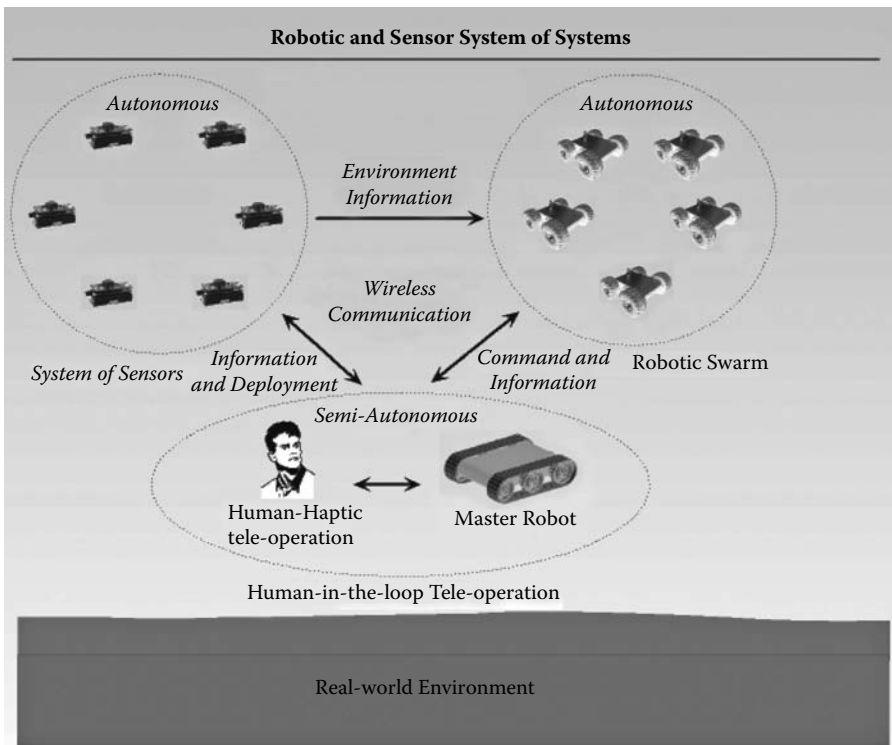 Robotic and Sensor System of Systems
Autonomous
Autonomous
Environment
Information
Wireless
Communication
System of Sensors
Information
and Deployment
Command and
Information
Robotic Swarm
Semi-Autonomous
Human-Haptic
tele-operation
Master Robot
Human-in-the-loop Tele-operation
Real-world Environment